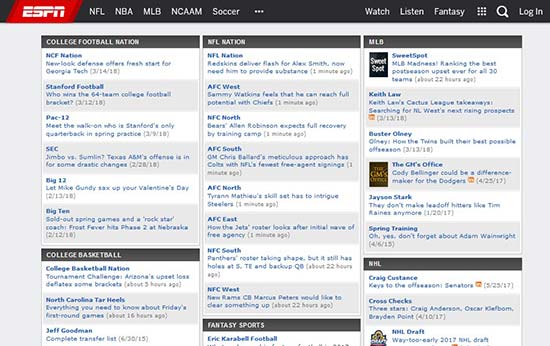 ESPN NFL NBA MLB NCAAM Soccer ••• Watch Listen Fantasy Log In
COLLEGE FOOTBALL NATION
NCF Nation
New-look defense offers fresh start for
Georgia Tech (3/14/18)
Stanford Football
Who wins the 64-team college football
bracket? (3/12/18)
Pac-12
Meet the walk-on who is Stanford's only
quarterback in spring practice (3/9/18)
SEC
Jimbo vs. Sumlin? Texas A&M's offense is in
for some drastic changes (2/28/18)
Big 12
Let Mike Gundy sax up your Valentine's Day
(2/13/18)
Big Ten
Sold-out spring games and a 'rock star'
coach: Frost Fever hits Phase 2 at Nebraska
(2/12/18)
COLLEGE BASKETBALL
College Basketball Nation
Tournament Challenge: Arizona's upset loss
deflates some brackets (about 5 hours ago)
North Carolina Tar Heels
Everything you need to know about Friday's
first-round games (about 16 hours ago)
Jeff Goodman
Complete transfer list (6/30/15)
NFL NATION
NFL Nation
Redskins deliver flash for Alex Smith, now
need him to provide substance (1 minute ago)
AFC West
Sammy Watkins feels that he can reach full
potential with Chiefs (1 minute ago)
NFC North
Bears' Allen Robinson expects full recovery
by training camp (1 minute ago)
AFC South
GM Chris Ballard's meticulous approach has
Colts with NFL's fewest free-agent signings (1
minute ago)
AFC North
Tyrann Mathieu's skill set has to intrigue
Steelers (1 minute ago)
AFC East
How the Jets' roster looks after initial wave of
free agency (1 minute ago)
NFC South
Panthers' roster taking shape, but it still has
holes at S, TE and backup QB (about 22 hours
ago)
NFC West
New Rams CB Marcus Peters would like to
clear something up (about 22 hours ago)
FANTASY SPORTS
Eric Karabell Football
MLB
Sweet
Spot
SweetSpot
MLB Madness! Ranking the best
postseason upset ever for all 30
teams (about 22 hours ago)
Keith Law
Keith Law's Cactus League takeaways:
Searching for NL West's next rising prospects
(3/13/18)
Buster Olney
Olney: How the Twins built their best possible
offseason (3/13/18)
THE GM'S
OFFICE
The GM's Office
Cody Bellinger could be a difference-
maker for the Dodgers (4/25/17)
Jayson Stark
They don't make leadoff hitters like Tim
Raines anymore (1/20/17)
Spring Training
Oh, yes, don't forget about Adam Wainwright
(4/6/15)
NHL
Craig Custance
Keys to the offseason: Senators (5/25/17)
Cross Checks
Three stars: Craig Anderson, Oscar Klefbom,
Brayden Point (4/15/17)
NHL Draft
Way-too-early 2017 NHL draft